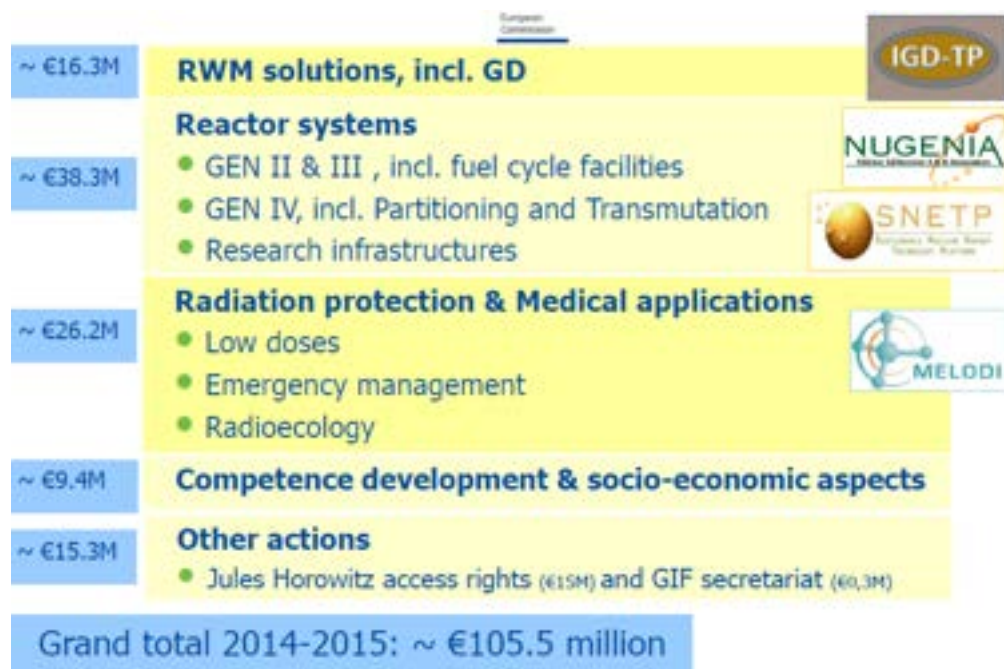 European
Commission
~ €16.3M
RWM solutions, incl. GD
IGD-TP
~ €38.3M
Reactor systems
• GEN II & III , incl. fuel cycle facilities
• GEN IV, incl. Partitioning and Transmutation
• Research infrastructures
NUGENIA
SNETP
~ €26.2M
Radiation protection & Medical applications
• Low doses
• Emergency management
• Radioecology
MELODI
~ €9.4M
Competence development & socio-economic aspects
~ €15.3M
Other actions
• Jules Horowitz access rights (€15M) and GIF secretariat (€0,3M)
Grand total 2014-2015: ~ €105.5 million